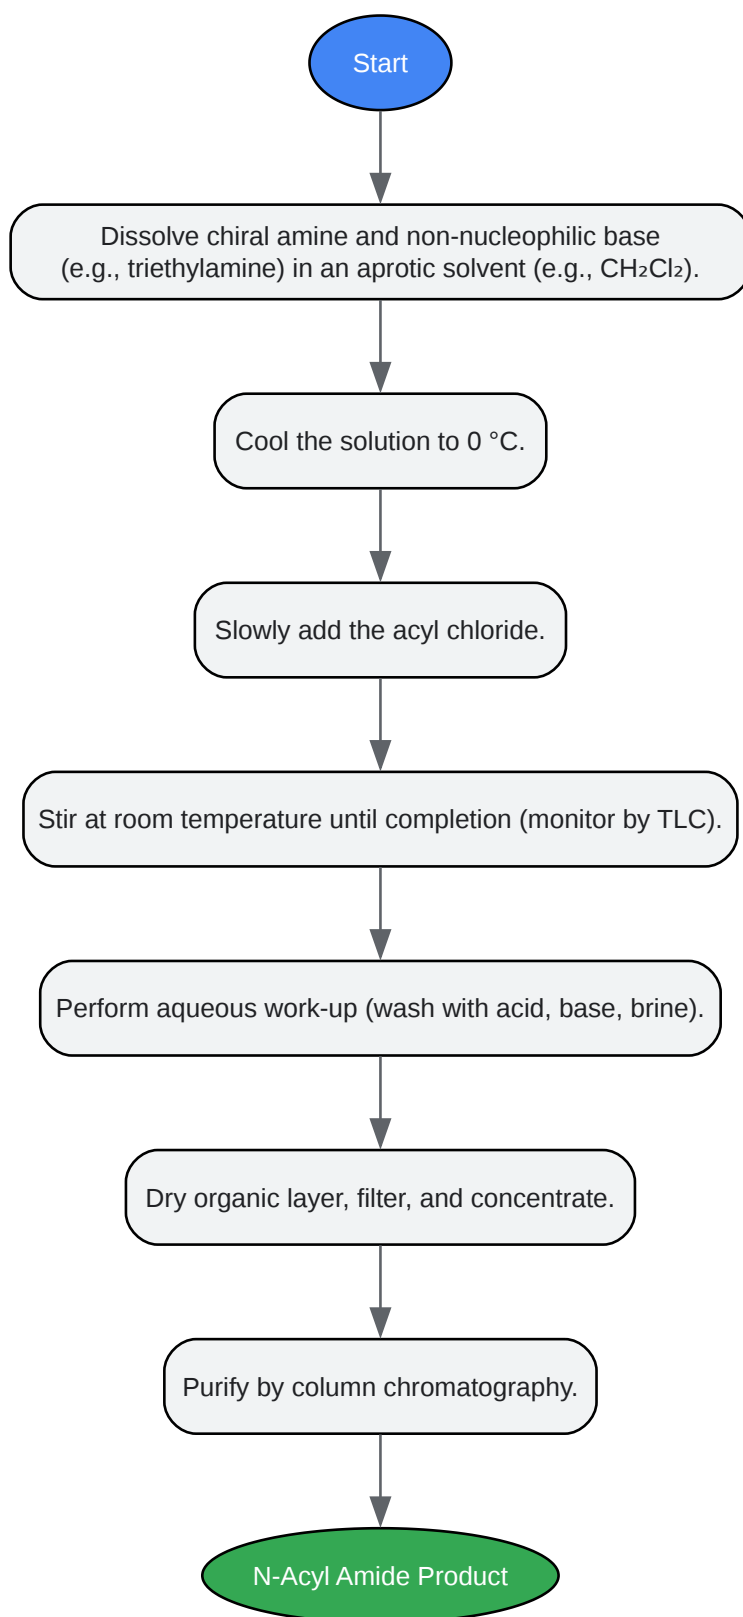 Start
Dissolve chiral amine and non-nucleophilic base
(e.g., triethylamine) in an aprotic solvent (e.g., CH₂Cl₂).
Cool the solution to 0 °C.
Slowly add the acyl chloride.
Stir at room temperature until completion (monitor by TLC).
Perform aqueous work-up (wash with acid, base, brine).
Dry organic layer, filter, and concentrate.
Purify by column chromatography.
N-Acyl Amide Product